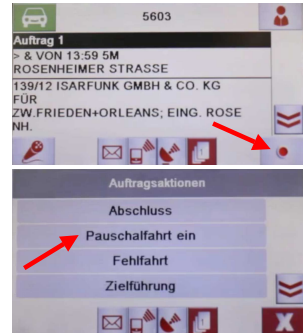 5603
Auftrag 1
> & VON 13:59 5M
ROSENHEIMER STRASSE
139/12 ISARFUNK GMBH & CO. KG
FÜR
ZW.FRIEDEN+ORLEANS; EING. ROSE
NH.
Auftragsaktionen
Abschluss
Pauschalfahrt ein
Fehlfahrt
Zielführung
X